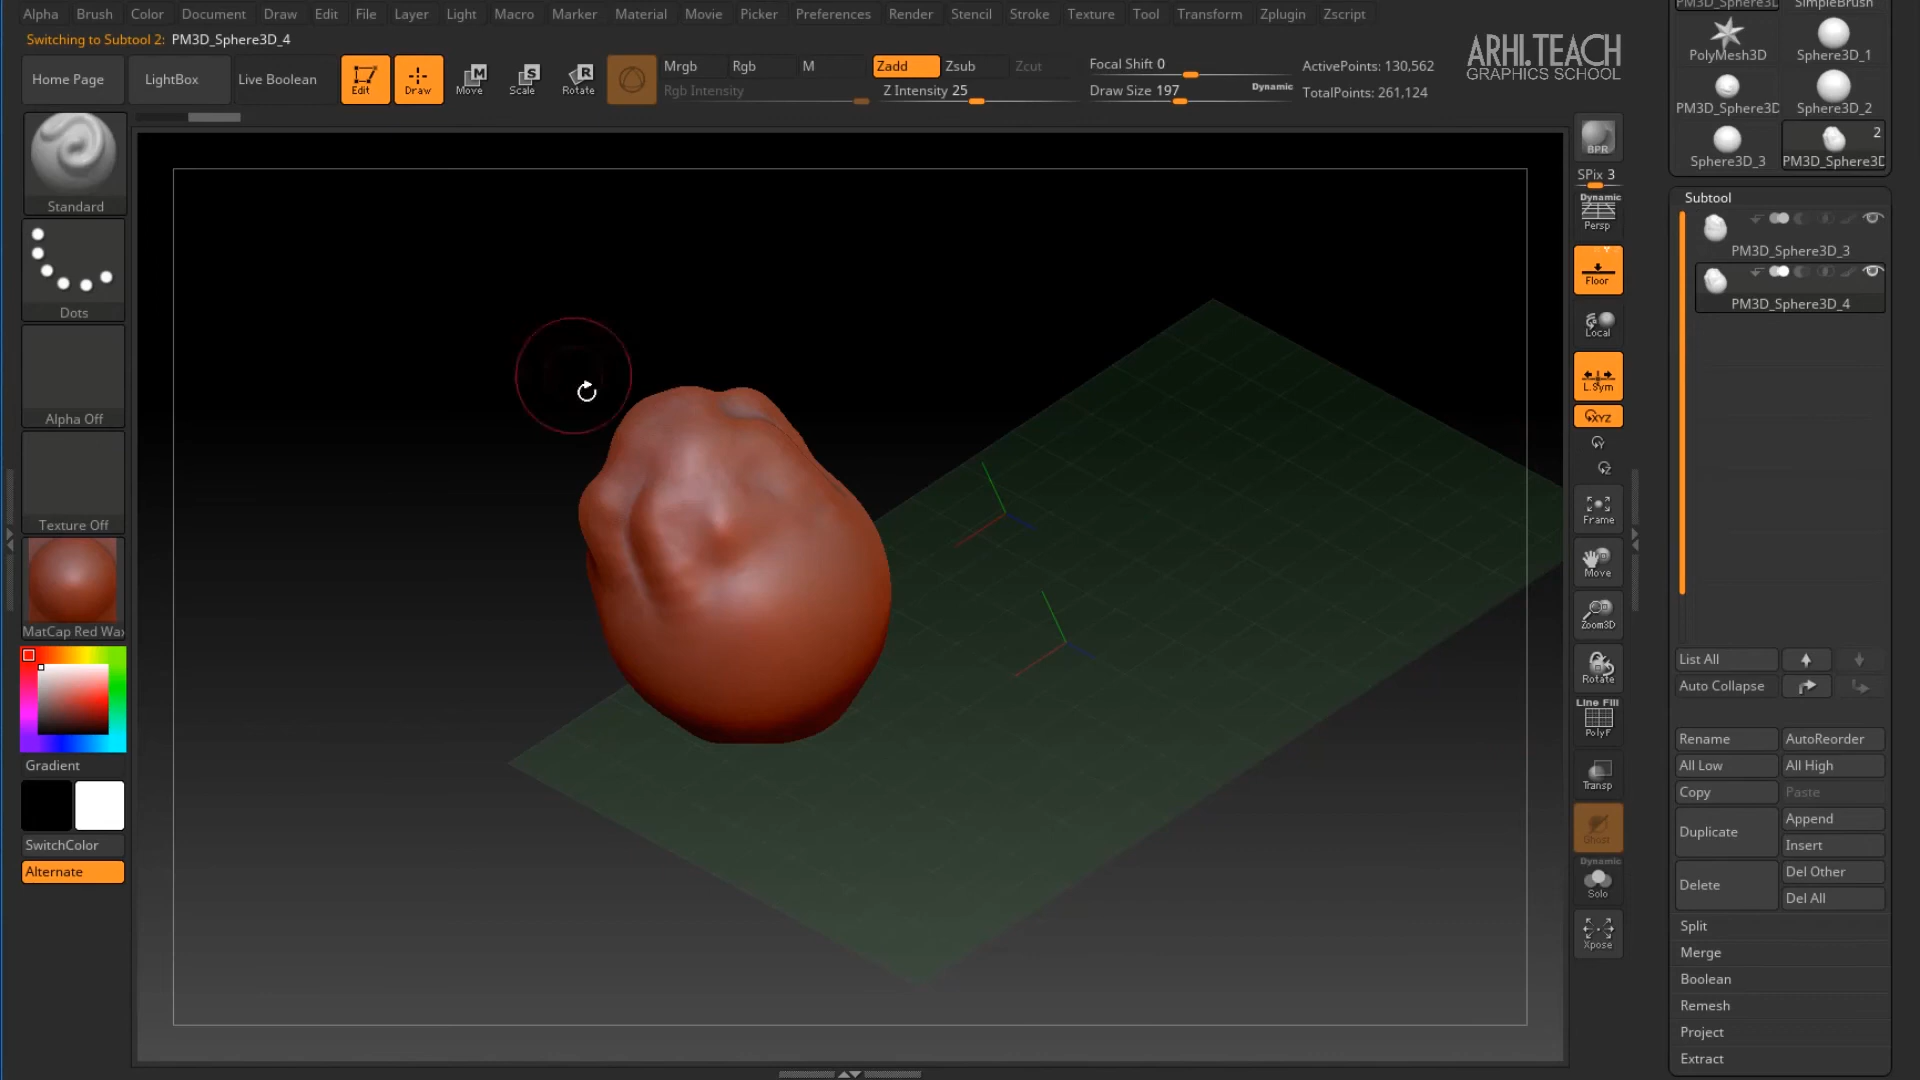 Alpha Brush Color Document Draw Edit File Layer Light Macro Marker Material Movie Picker Preferences Render Stencil Stroke Texture Tool Transform Zplugin Zscript
Switching to Subtool 2: PM3D_Sphere3D_4
Home Page LightBox Live Boolean
Edit Draw Move Scale Rotate
M S R
Mrgb Rgb M
Rgb Intensity
Zadd Zsub Zcut
Z Intensity 25
Focal Shift 0
Draw Size 197 Dynamic
ActivePoints: 130,562
TotalPoints: 261,124
ARHI.TEACH
GRAPHICS SCHOOL
Standard
Dots
Alpha Off
Texture Off
MatCap Red Wax
Gradient
SwitchColor
Alternate
BPR
SPix 3
Dynamic
Persp
Floor
Local
L.Sym
XYZ
Y
Z
Frame
Move
Zoom3D
Rotate
Line Fill
PolyF
Transp
Ghost
Dynamic
Solo
Xpose
PM3D_Sphere3D SimpleBrush
PolyMesh3D Sphere3D_1
PM3D_Sphere3D Sphere3D_2
2
Sphere3D_3 PM3D_Sphere3D
Subtool
PM3D_Sphere3D_3
PM3D_Sphere3D_4
List All
Auto Collapse
Rename AutoReorder
All Low All High
Copy Paste
Duplicate Append
Insert
Delete Del Other
Del All
Split
Merge
Boolean
Remesh
Project
Extract